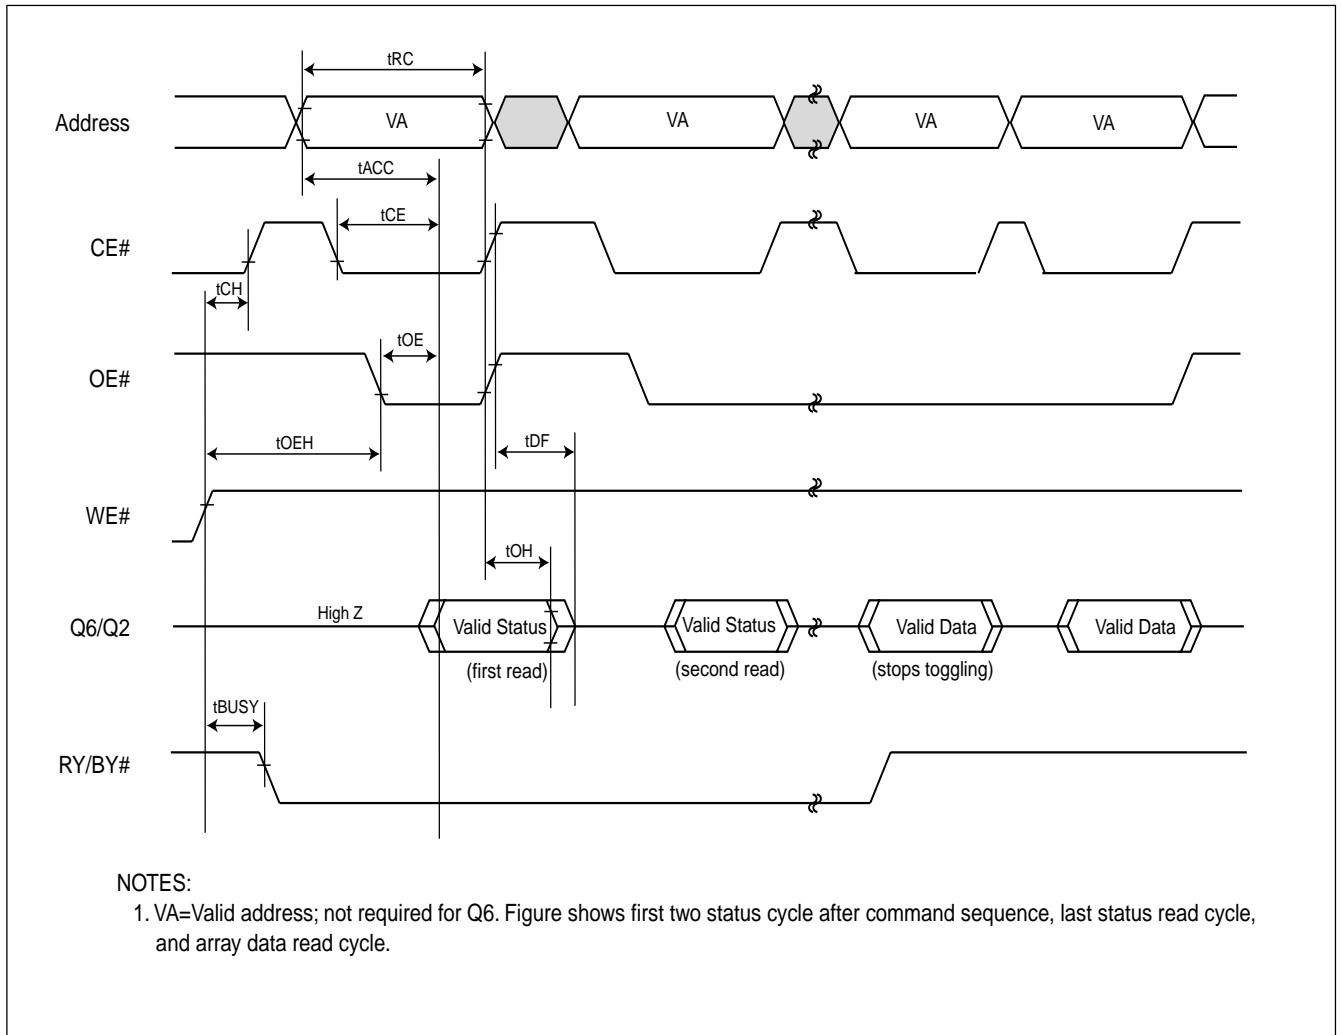 tRC
Address
VA
VA
VA
VA
tACC
tCE
CE#
tCH
tOE
OE#
tOEH
tDF
WE#
tOH
Q6/Q2
High Z
Valid Status
Valid Status
Valid Data
Valid Data
(first read)
(second read)
(stops toggling)
tBUSY
RY/BY#
NOTES:
1. VA=Valid address; not required for Q6. Figure shows first two status cycle after command sequence, last status read cycle,
and array data read cycle.